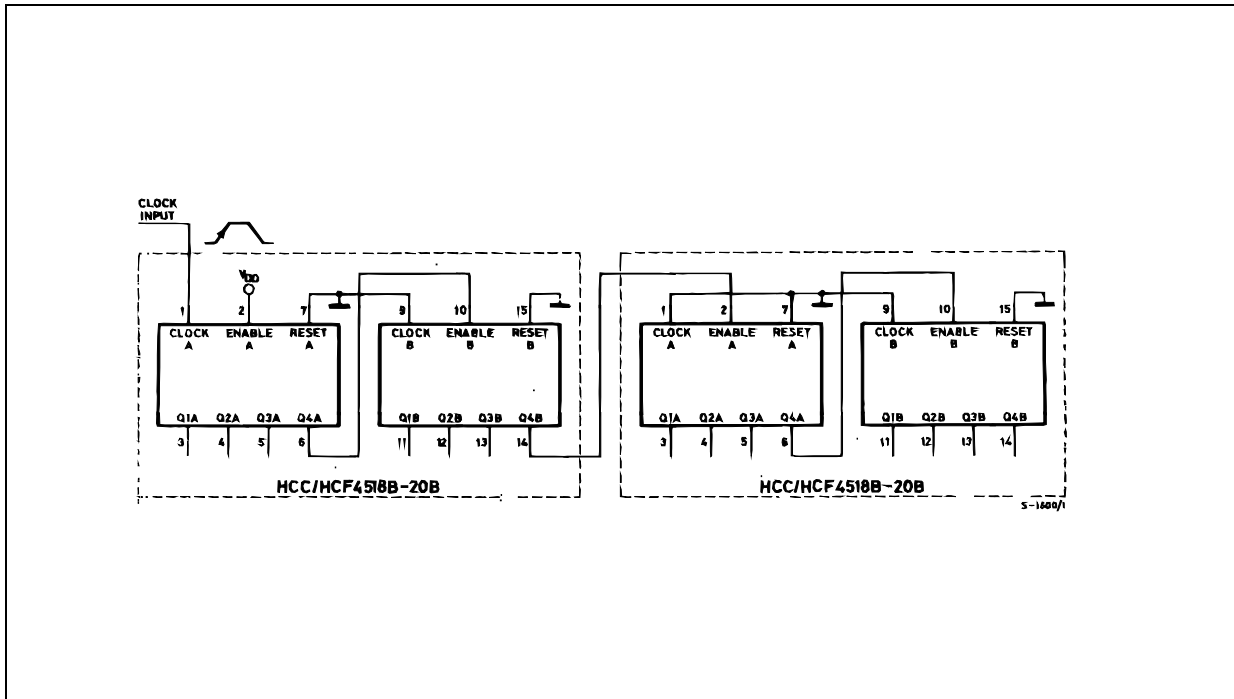 CLOCK
INPUT
VDD
1 2 7 9 10 15 1 2 7 9 10 15
CLOCK ENABLE RESET CLOCK ENABLE RESET CLOCK ENABLE RESET CLOCK ENABLE RESET
A A A B B B A A A B B B
Q1A Q2A Q3A Q4A Q1B Q2B Q3B Q4B Q1A Q2A Q3A Q4A Q1B Q2B Q3B Q4B
3 4 5 6 11 12 13 14 3 4 5 6 11 12 13 14
HCC/HCF4518B-20B HCC/HCF4518B-20B
S-1600/1